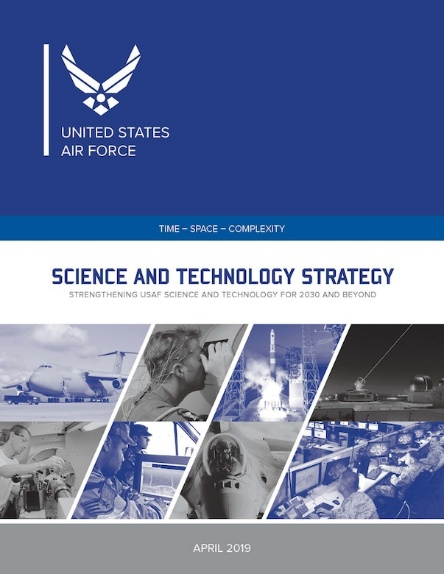 UNITED STATES
AIR FORCE
TIME – SPACE – COMPLEXITY
SCIENCE AND TECHNOLOGY STRATEGY
STRENGTHENING USAF SCIENCE AND TECHNOLOGY FOR 2030 AND BEYOND
APRIL 2019